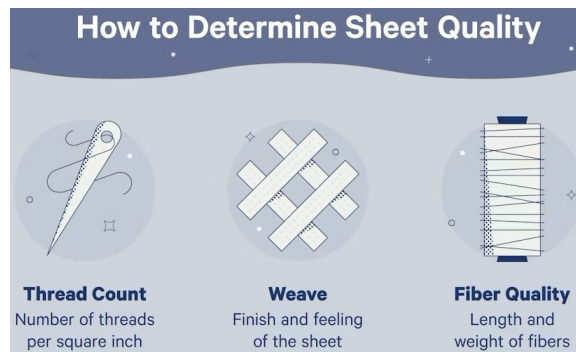 How to Determine Sheet Quality
Thread Count
Number of threads
per square inch
Weave
Finish and feeling
of the sheet
Fiber Quality
Length and
weight of fibers